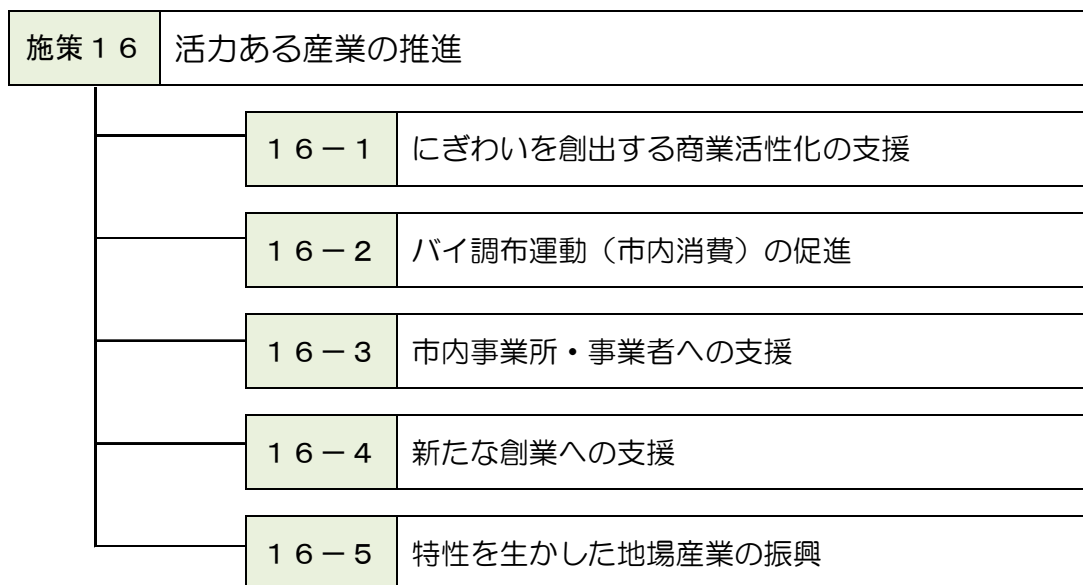 施策16 活力ある産業の推進
16－1 にぎわいを創出する商業活性化の支援
16－2 バイ調布運動（市内消費）の促進
16－3 市内事業所・事業者への支援
16－4 新たな創業への支援
16－5 特性を生かした地場産業の振興